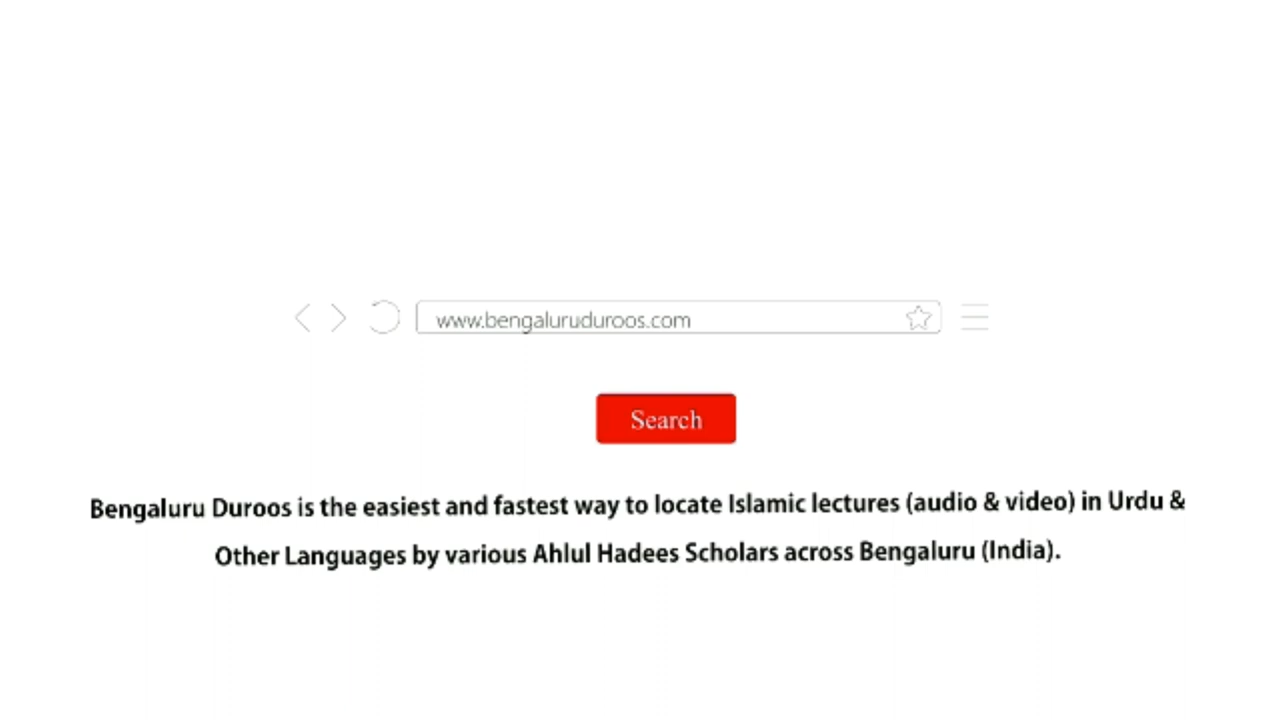 www.bengaluruduroos.com
Search
Bengaluru Duroos is the easiest and fastest way to locate Islamic lectures (audio & video) in Urdu &
Other Languages by various Ahlul Hadees Scholars across Bengaluru (India).